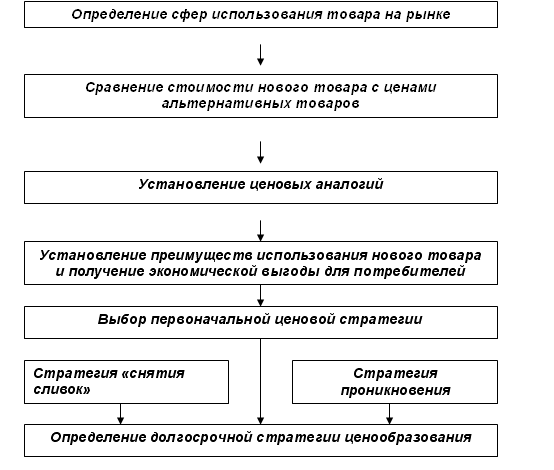 Определение сфер использования товара на рынке
Сравнение стоимости нового товара с ценами
альтернативных товаров
Установление ценовых аналогий
Установление преимуществ использования нового товара
и получение экономической выгоды для потребителей
Выбор первоначальной ценовой стратегии
Стратегия «снятия
сливок»
Стратегия
проникновения
Определение долгосрочной стратегии ценообразования